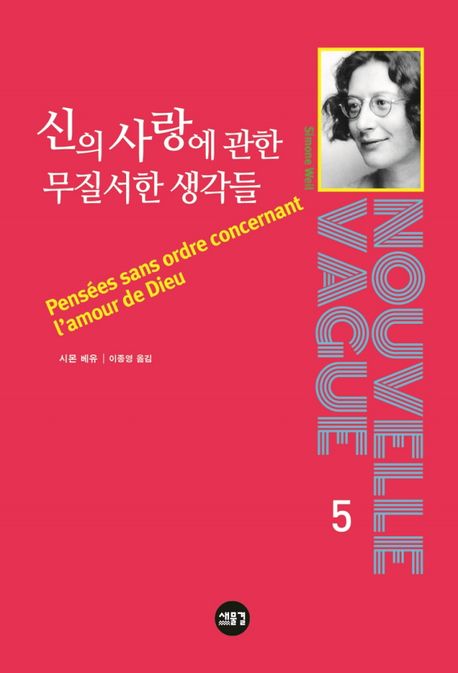 신의 사랑에 관한
무질서한 생각들
Pensées sans ordre concernant
l'amour de Dieu
시몬 베유 | 이종영 옮김
Simone Weil
NOUVELLE
VAGUE
5
새물결